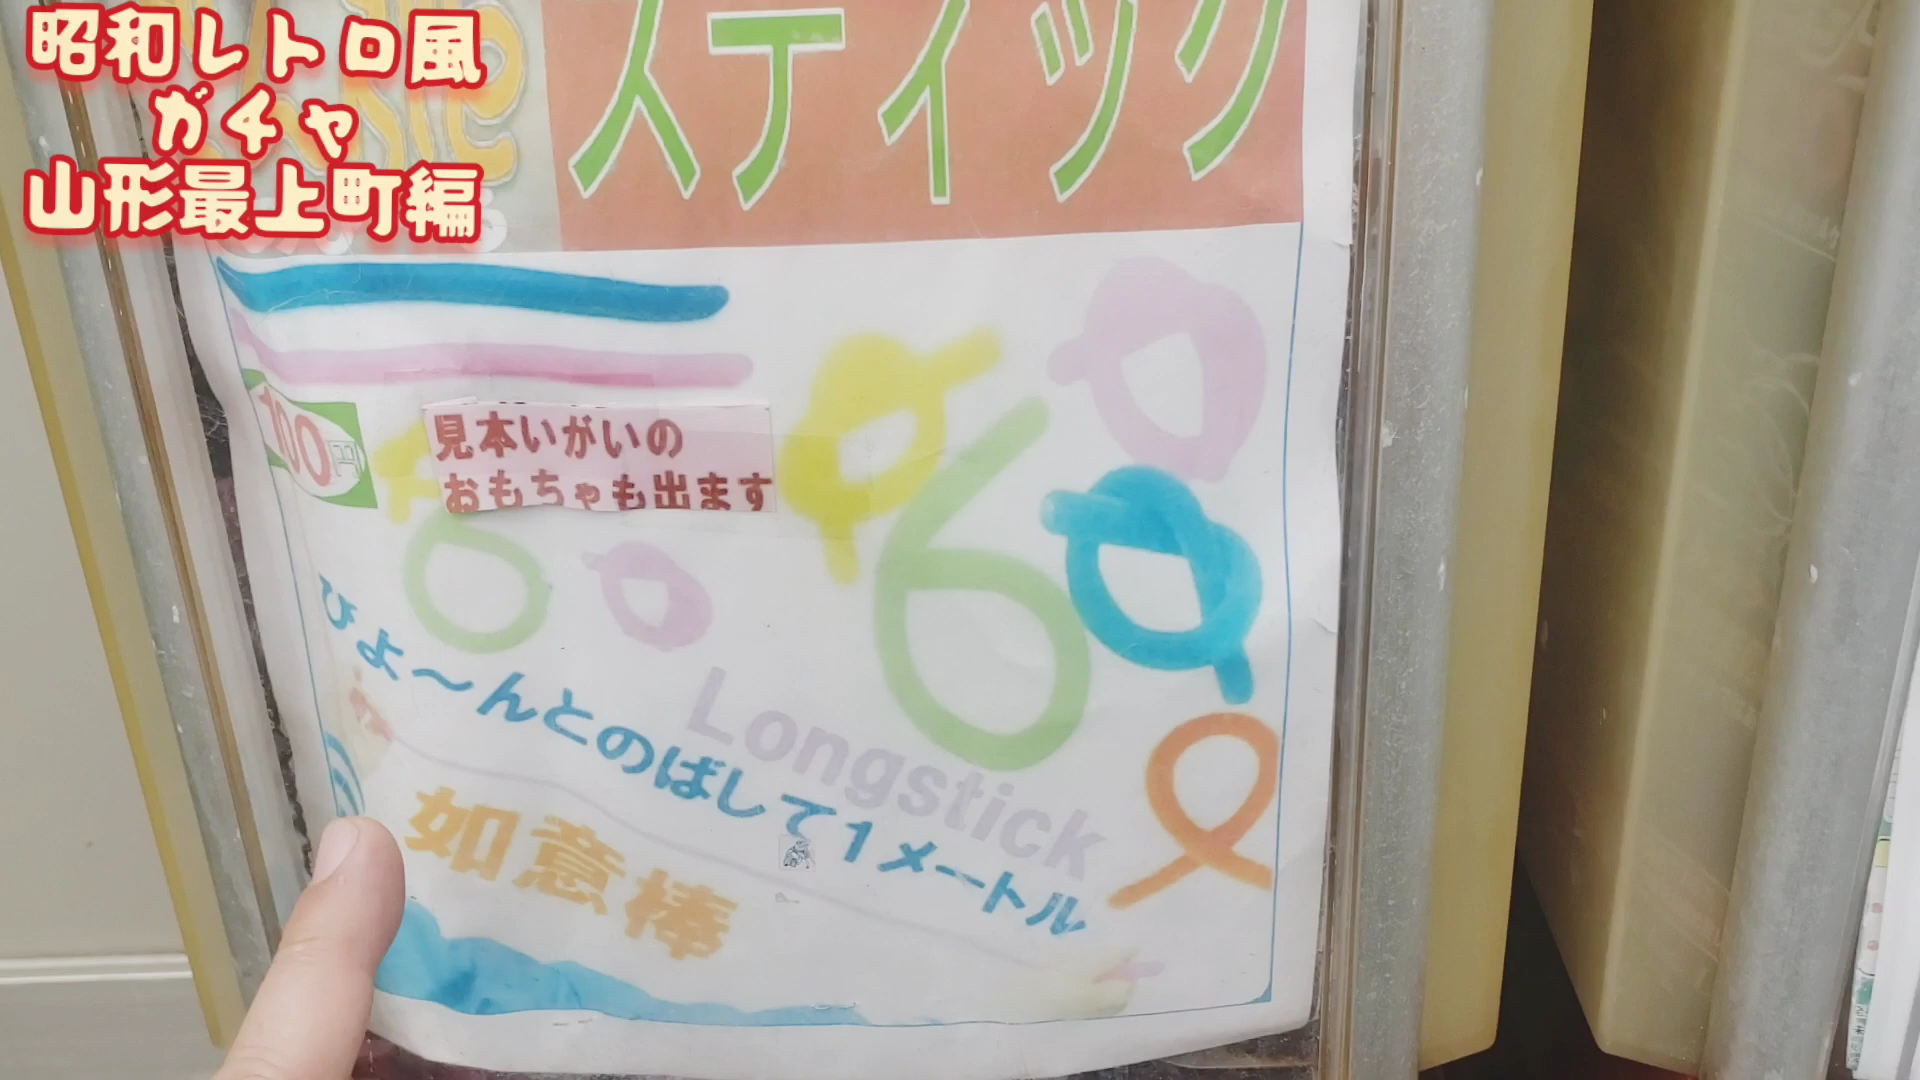 昭和レトロ風
ガチャ
山形最上町編
スティック
100円
見本いがいの
おもちゃも出ます
びよ～んとのばして1メートル
Longstick
如意棒